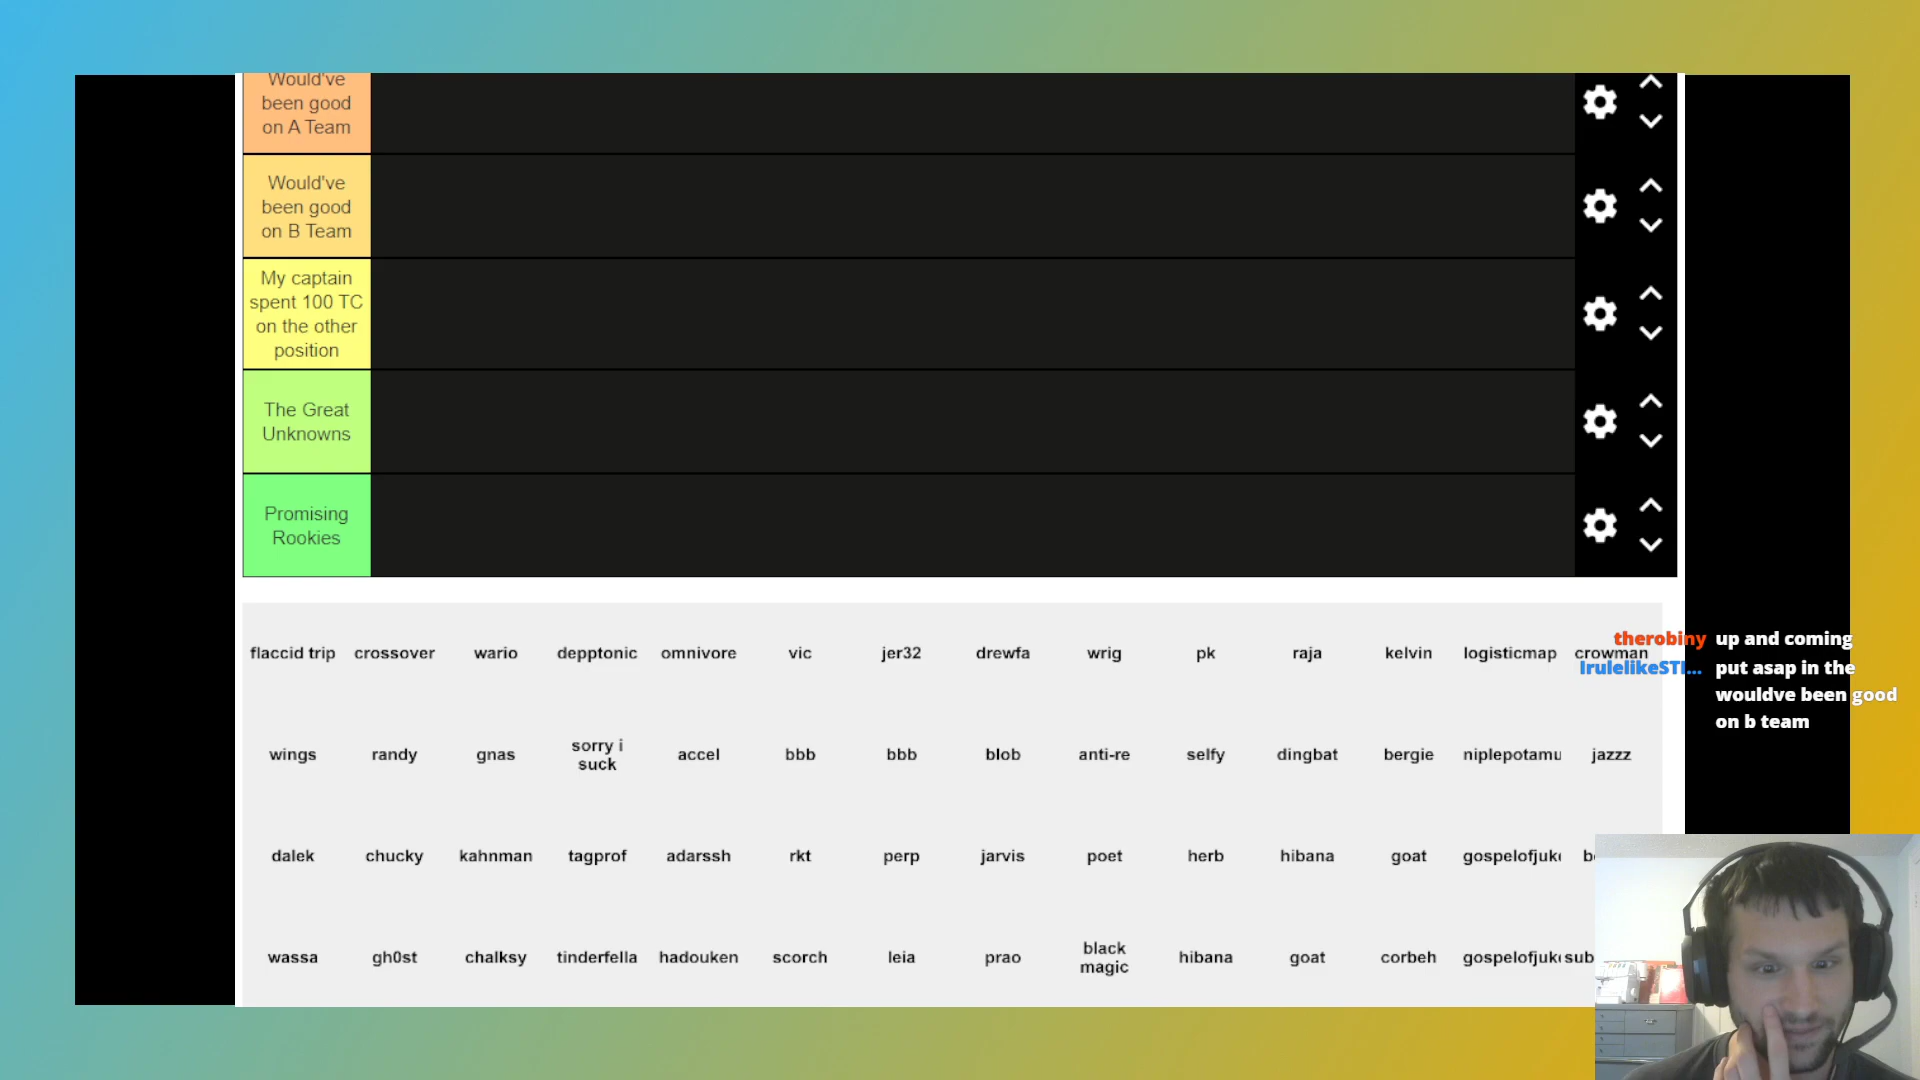 Would've
been good
on A Team
Would've
been good
on B Team
My captain
spent 100 TC
on the other
position
The Great
Unknowns
Promising
Rookies
flaccid trip crossover wario depptonic omnivore vic jer32 drewfa wrig pk raja kelvin logisticmap crowman
wings randy gnas sorry i suck accel bbb bbb blob anti-re selfy dingbat bergie niplepotamu jazzz
dalek chucky kahnman tagprof adarssh rkt perp jarvis poet herb hibana goat gospelofjuk
wassa gh0st chalksy tinderfella hadouken scorch leia prao black magic hibana goat corbeh gospelofjuk sub
therobiny up and coming
IrulelikeSTI... put asap in the
wouldve been good
on b team